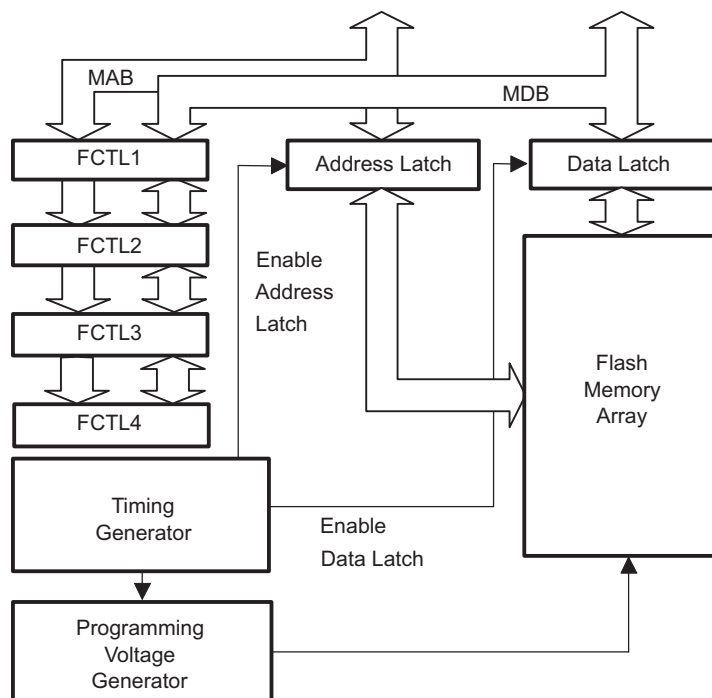 MAB
MDB
FCTL1
Address Latch
Data Latch
FCTL2
Enable
Address
Latch
FCTL3
Flash
Memory
Array
FCTL4
Timing
Generator
Enable
Data Latch
Programming
Voltage
Generator